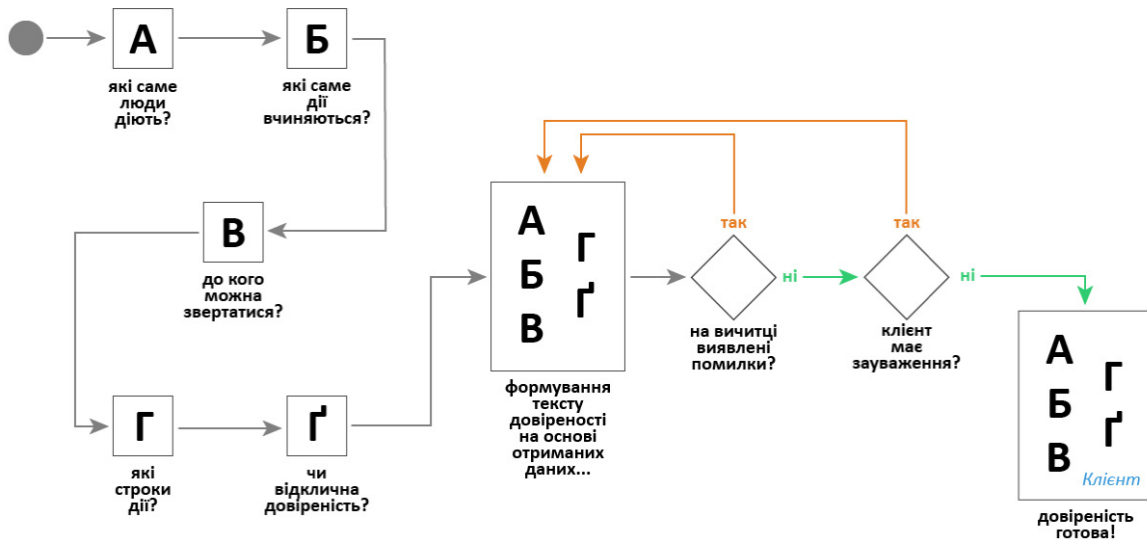 А
які саме
люди
діють?
Б
які саме
дії
вчиняються?
В
до кого
можна
звертатися?
Г
які
строки
дії?
Ґ
чи
відклична
довіреність?
А
Б
В
Г
Ґ
формування
тексту
довіреності
на основі
отриманих
даних...
так
ні
на вичитці
виявлені
помилки?
так
ні
клієнт
має
зауваження?
А
Б
В
Г
Ґ
Клієнт
довіреність
готова!